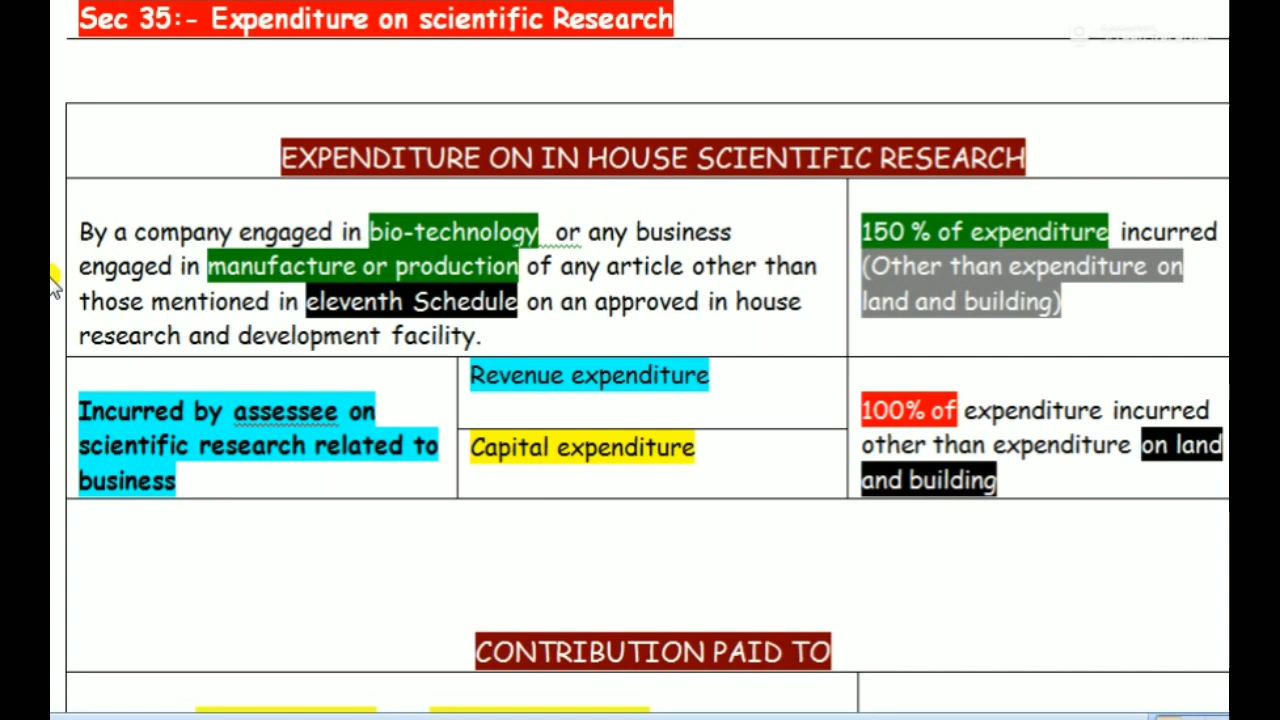 Sec 35:- Expenditure on scientific Research
EXPENDITURE ON IN HOUSE SCIENTIFIC RESEARCH
By a company engaged in bio-technology or any business
engaged in manufacture or production of any article other than
those mentioned in eleventh Schedule on an approved in house
research and development facility.
150 % of expenditure incurred
(Other than expenditure on
land and building)
Incurred by assessee on
scientific research related to
business
Revenue expenditure
Capital expenditure
100% of expenditure incurred
other than expenditure on land
and building
CONTRIBUTION PAID TO